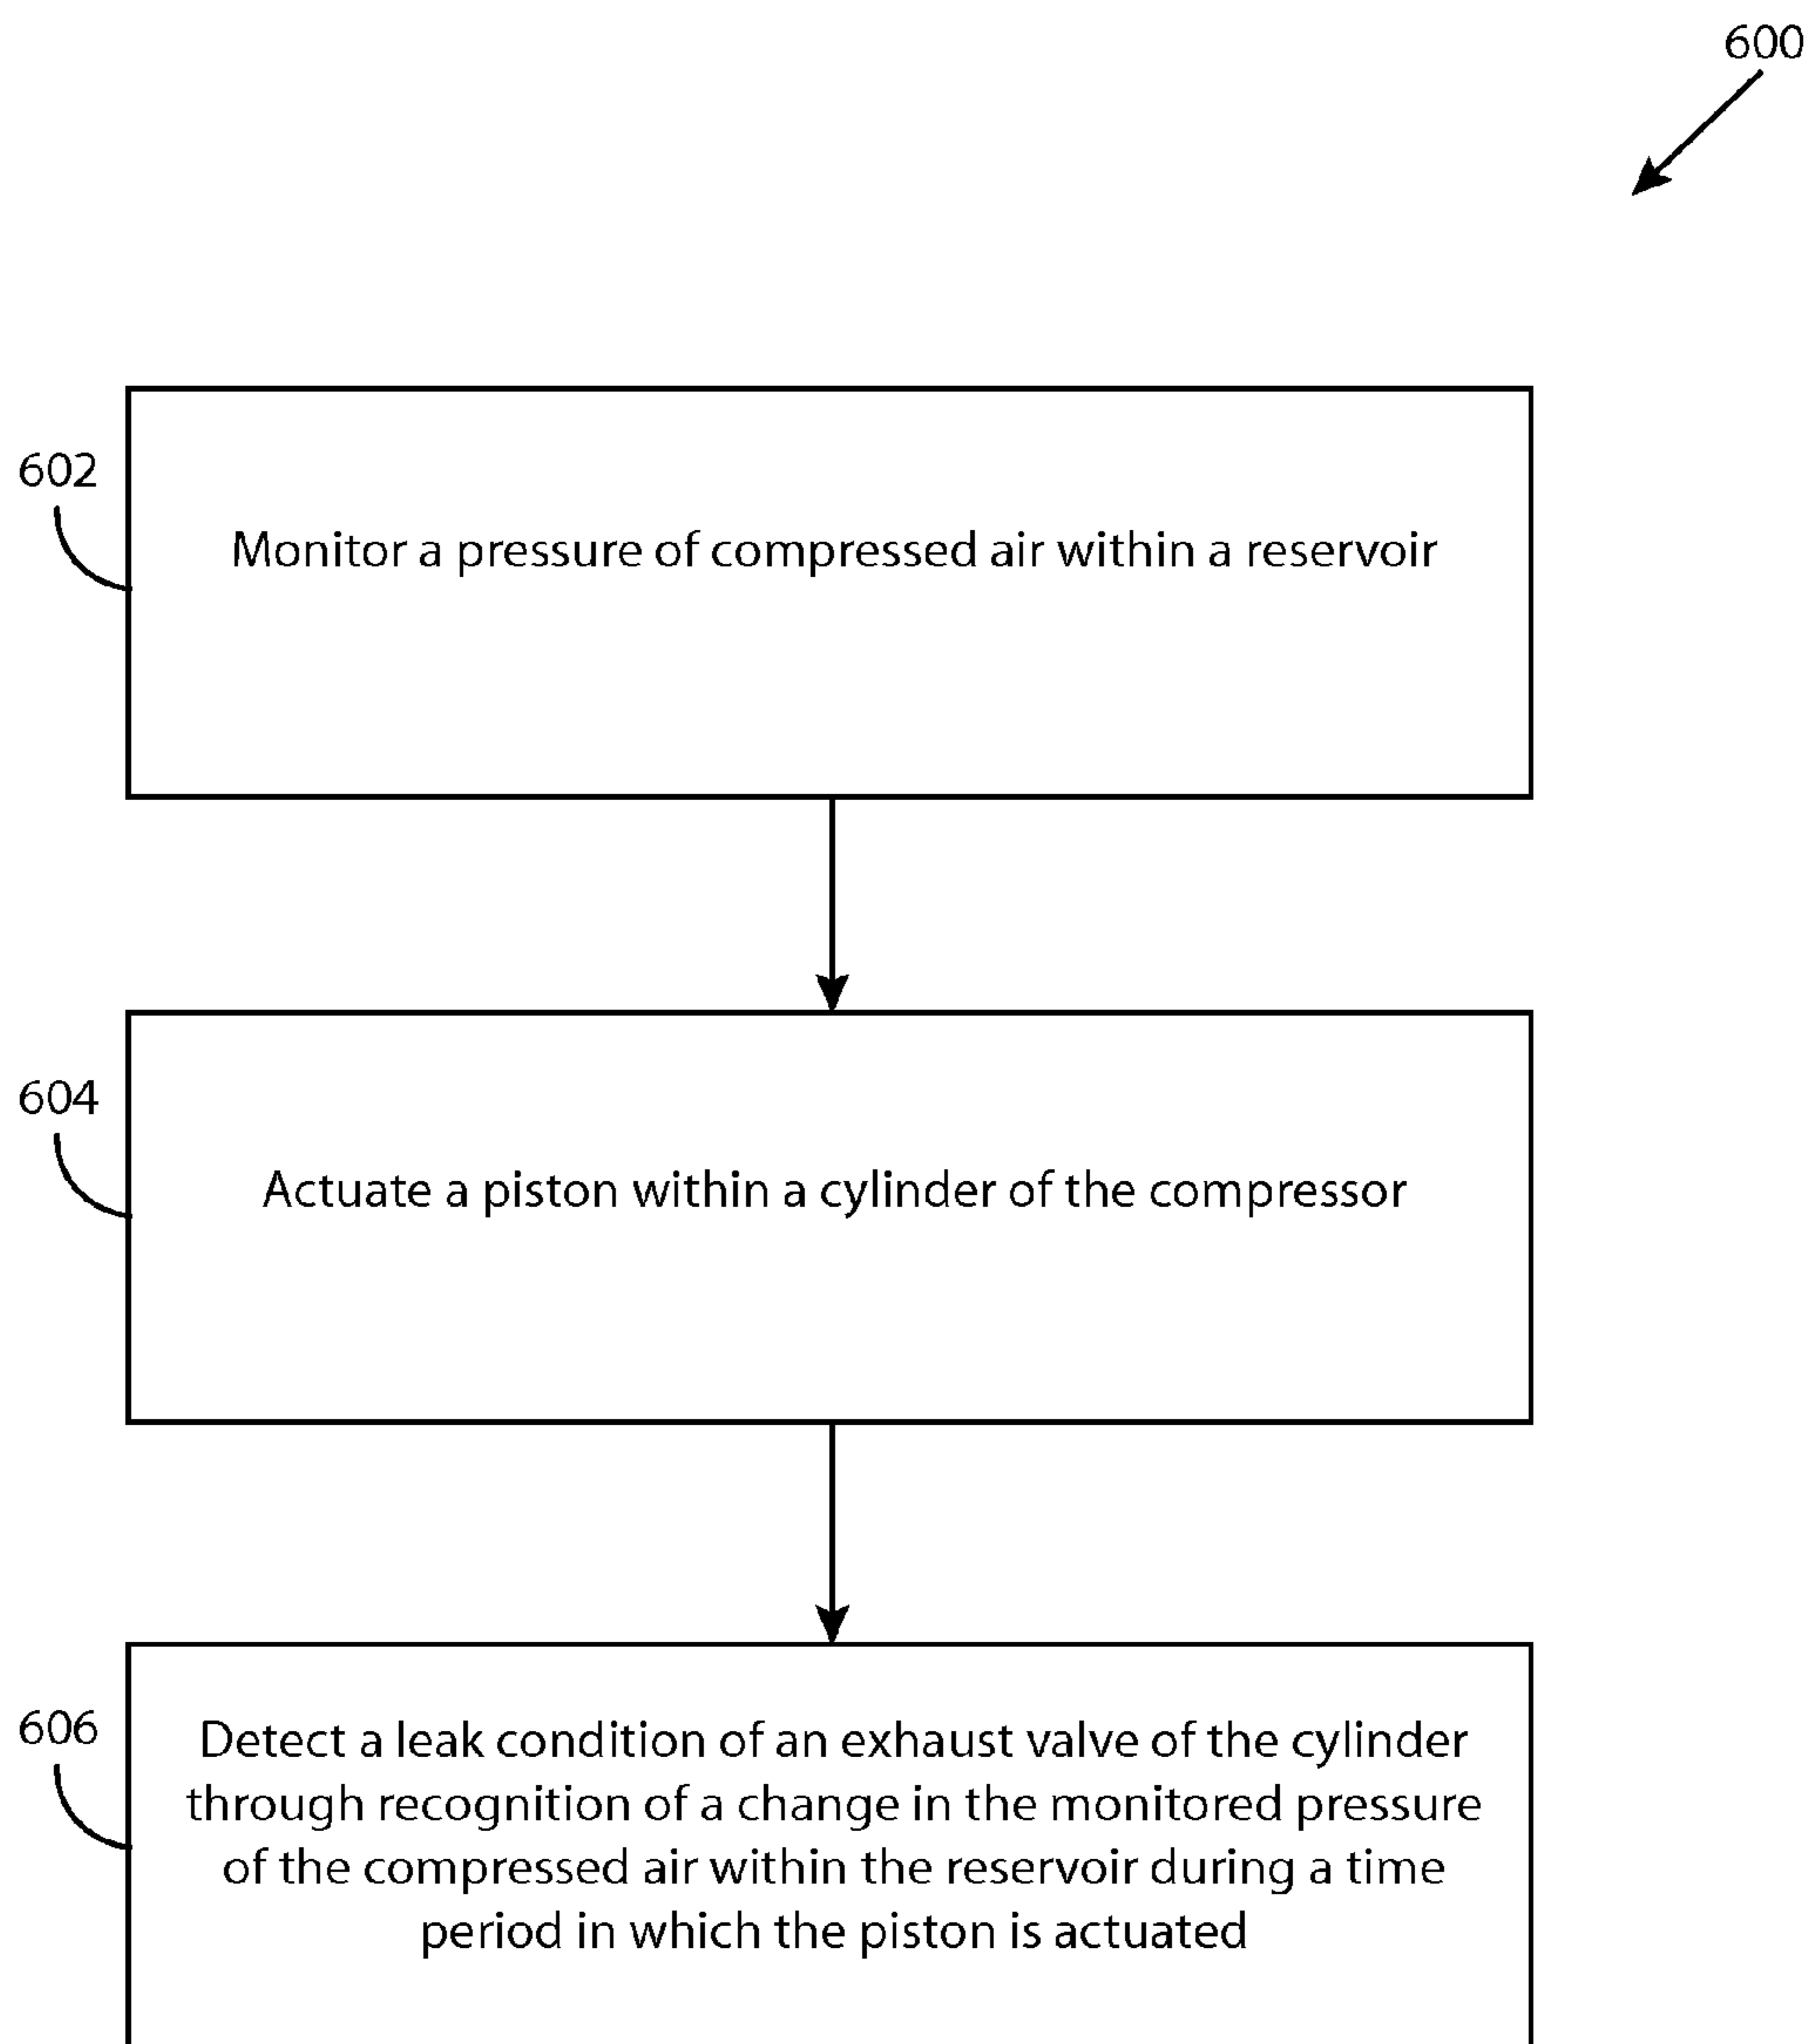 600
602
Monitor a pressure of compressed air within a reservoir
604
Actuate a piston within a cylinder of the compressor
606
Detect a leak condition of an exhaust valve of the cylinder
through recognition of a change in the monitored pressure
of the compressed air within the reservoir during a time
period in which the piston is actuated